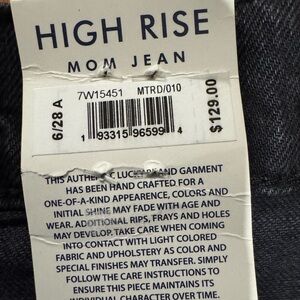 HIGH RISE
MOM JEAN
7W15451 MTRD/010
6/28 A
1 93315 96599 4
$129.00
THIS AUTHENTIC LUCKY BRAND GARMENT
HAS BEEN HAND CRAFTED FOR A
ONE-OF-A-KIND APPEARENCE, COLORS AND
INITIAL SHINE MAY FADE WITH AGE AND
WEAR. ADDITIONAL RIPS, FRAYS AND HOLES
MAY DEVELOP. TAKE CARE WHEN COMING
INTO CONTACT WITH LIGHT COLORED
FABRIC AND UPHOLSTERY AS COLOR AND
SPECIAL FINISHES MAY TRANSFER. SIMPLY
FOLLOW THE CARE INSTRUCTIONS TO
ENSURE THIS PIECE MAINTAINS ITS
INDIVIDUAL CHARACTER OVER TIME.